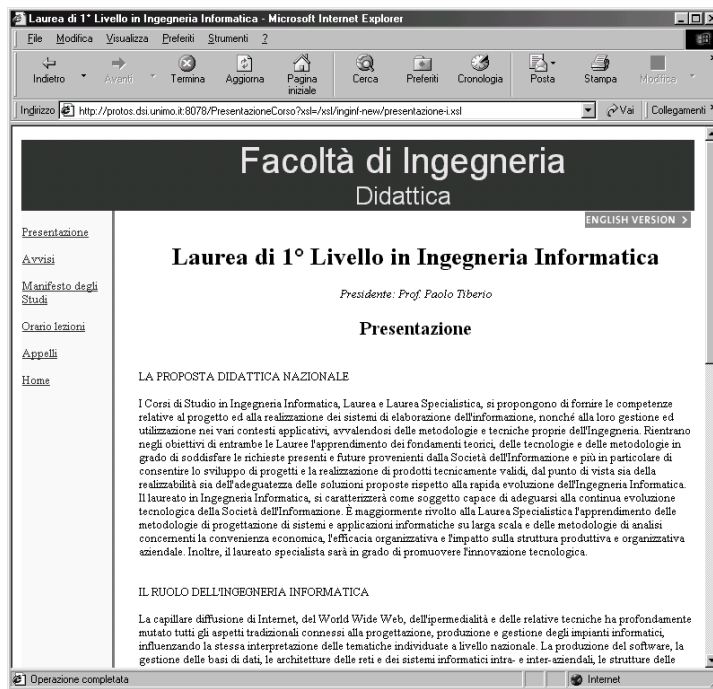 Laurea di 1° Livello in Ingegneria Informatica - Microsoft Internet Explorer
File Modifica Visualizza Preferiti Strumenti ?
Indietro Avanti Termina Aggiorna Pagina iniziale Cerca Preferiti Cronologia Posta Stampa Modifica
Indirizzo http://protos.dsi.unimo.it:8078/PresentazioneCorso?xsl=/xsl/inginf-new/presentazione-i.xsl Vai Collegamenti
Facoltà di Ingegneria
Didattica
ENGLISH VERSION >
Presentazione
Avvisi
Manifesto degli
Studi
Orario lezioni
Appelli
Home
Laurea di 1° Livello in Ingegneria Informatica
Presidente: Prof. Paolo Tiberio
Presentazione
LA PROPOSTA DIDATTICA NAZIONALE
I Corsi di Studio in Ingegneria Informatica, Laurea e Laurea Specialistica, si propongono di fornire le competenze
relative al progetto ed alla realizzazione dei sistemi di elaborazione dell'informazione, nonché alla loro gestione ed
utilizzazione nei vari contesti applicativi, avvalendosi delle metodologie e tecniche proprie dell'Ingegneria. Rientrano
negli obiettivi di entrambe le Lauree l'apprendimento dei fondamenti teorici, delle tecnologie e delle metodologie in
grado di soddisfare le richieste presenti e future provenienti dalla Società dell'Informazione e più in particolare di
consentire lo sviluppo di progetti e la realizzazione di prodotti tecnicamente validi, dal punto di vista sia della
realizzabilità sia dell'adeguatezza delle soluzioni proposte rispetto alla rapida evoluzione dell'Ingegneria Informatica.
Il laureato in Ingegneria Informatica, si caratterizzerà come soggetto capace di adeguarsi alla continua evoluzione
tecnologica della Società dell'Informazione. È maggiormente rivolto alla Laurea Specialistica l'apprendimento delle
metodologie di progettazione di sistemi e applicazioni informatiche su larga scala e delle metodologie di analisi
concernenti la convenienza economica, l'efficacia organizzativa e l'impatto sulla struttura produttiva e organizzativa
aziendale. Inoltre, il laureato specialista sarà in grado di promuovere l'innovazione tecnologica.
IL RUOLO DELL'INGEGNERIA INFORMATICA
La capillare diffusione di Internet, del World Wide Web, dell'ipermedialità e delle relative tecniche ha profondamente
mutato tutti gli aspetti tradizionali connessi alla progettazione, produzione e gestione degli impianti informatici,
influenzando la stessa interpretazione delle tematiche individuate a livello nazionale. La produzione del software, la
gestione delle basi di dati, le architetture delle reti e dei sistemi informatici intra- e inter-aziendali, le strutture delle
Operazione completata Internet